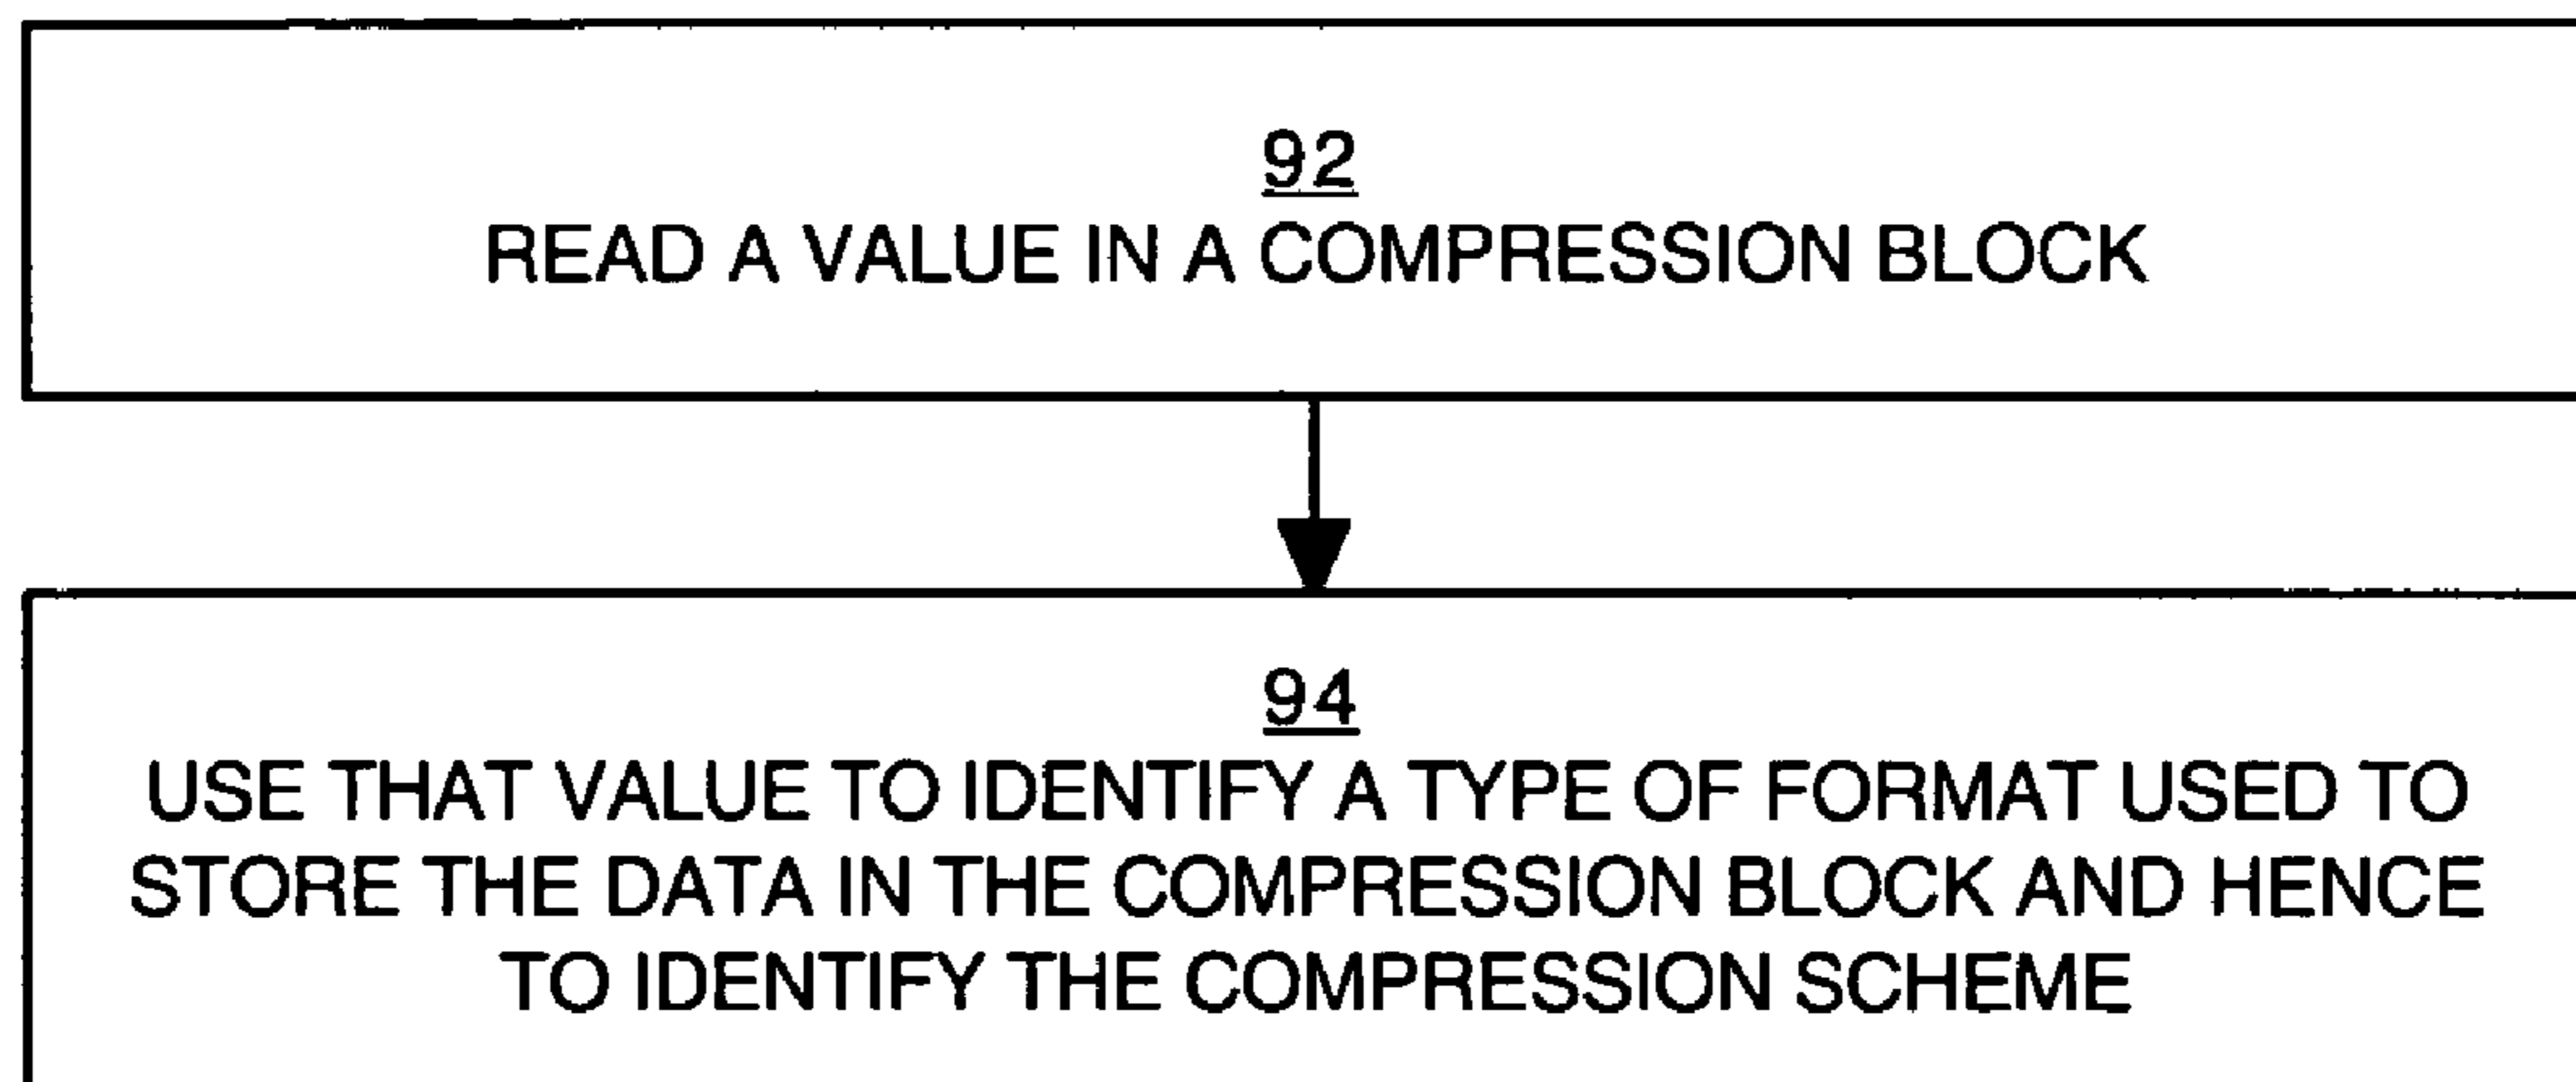 92
READ A VALUE IN A COMPRESSION BLOCK
94
USE THAT VALUE TO IDENTIFY A TYPE OF FORMAT USED TO
STORE THE DATA IN THE COMPRESSION BLOCK AND HENCE
TO IDENTIFY THE COMPRESSION SCHEME